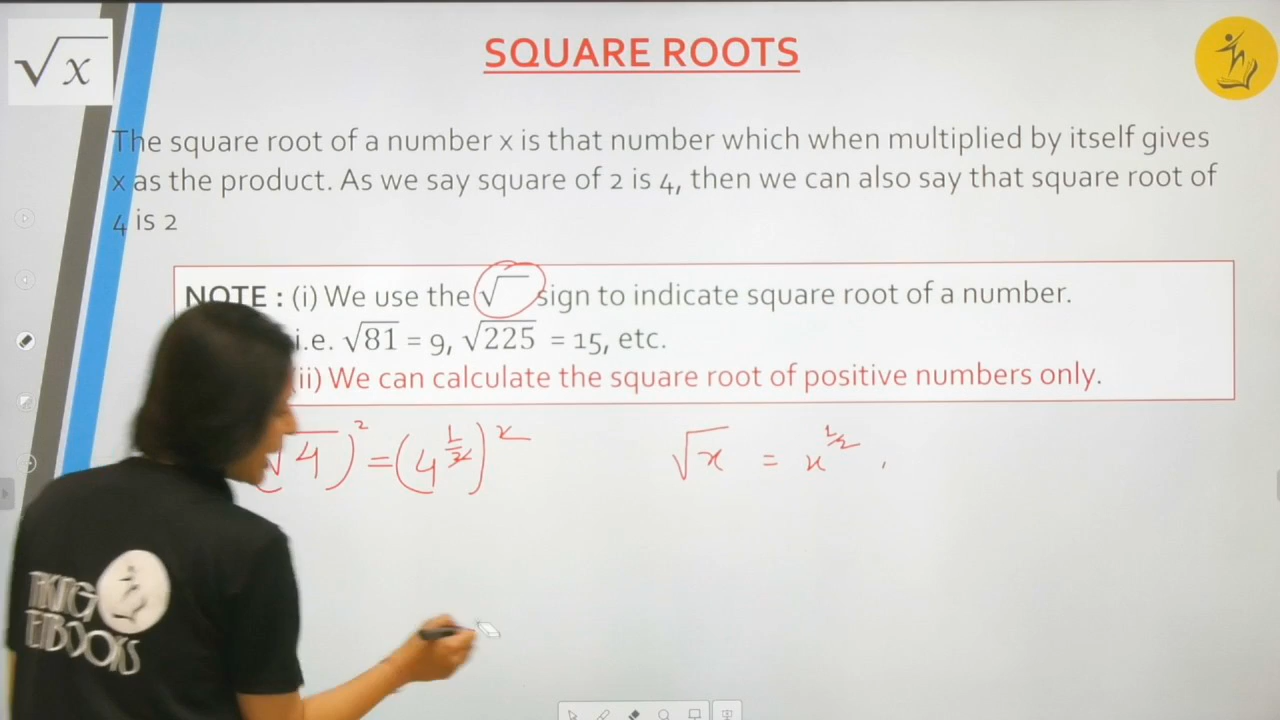 √x
SQUARE ROOTS
The square root of a number x is that number which when multiplied by itself gives
x as the product. As we say square of 2 is 4, then we can also say that square root of
4 is 2
NOTE : (i) We use the √ sign to indicate square root of a number.
i.e. √81 = 9, √225 = 15, etc.
(ii) We can calculate the square root of positive numbers only.
(√4)² = (4^1/2)^2
√x = x^1/2 .